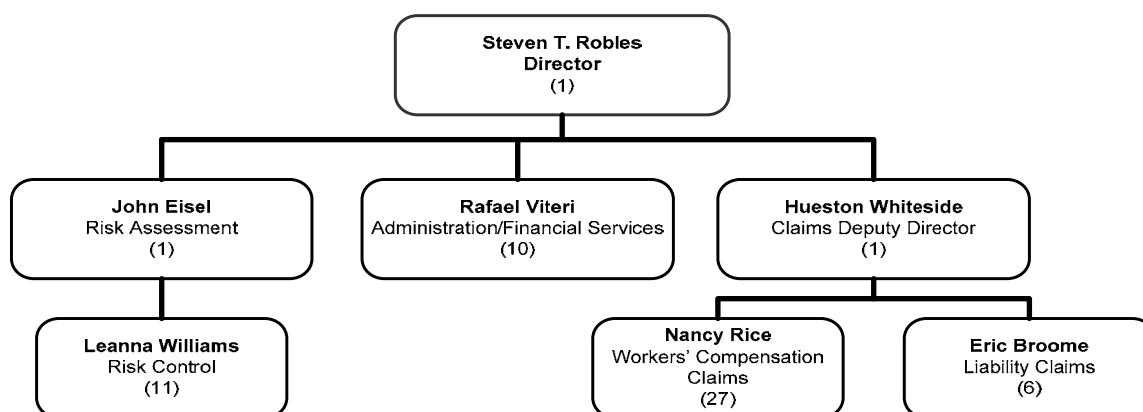 Steven T. Robles
Director
(1)
John Eisel
Risk Assessment
(1)
Rafael Viteri
Administration/Financial Services
(10)
Hueston Whiteside
Claims Deputy Director
(1)
Leanna Williams
Risk Control
(11)
Nancy Rice
Workers' Compensation
Claims
(27)
Eric Broome
Liability Claims
(6)